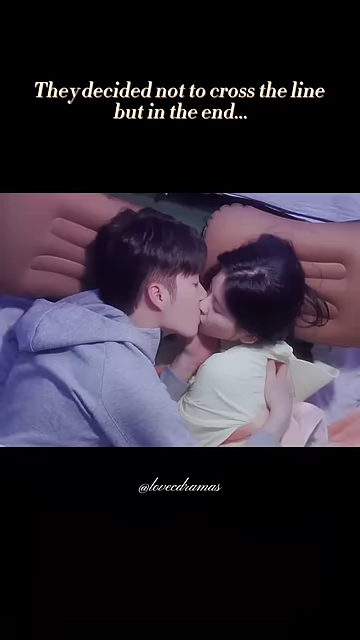 They decided not to cross the line
but in the end...
@lovecdramas